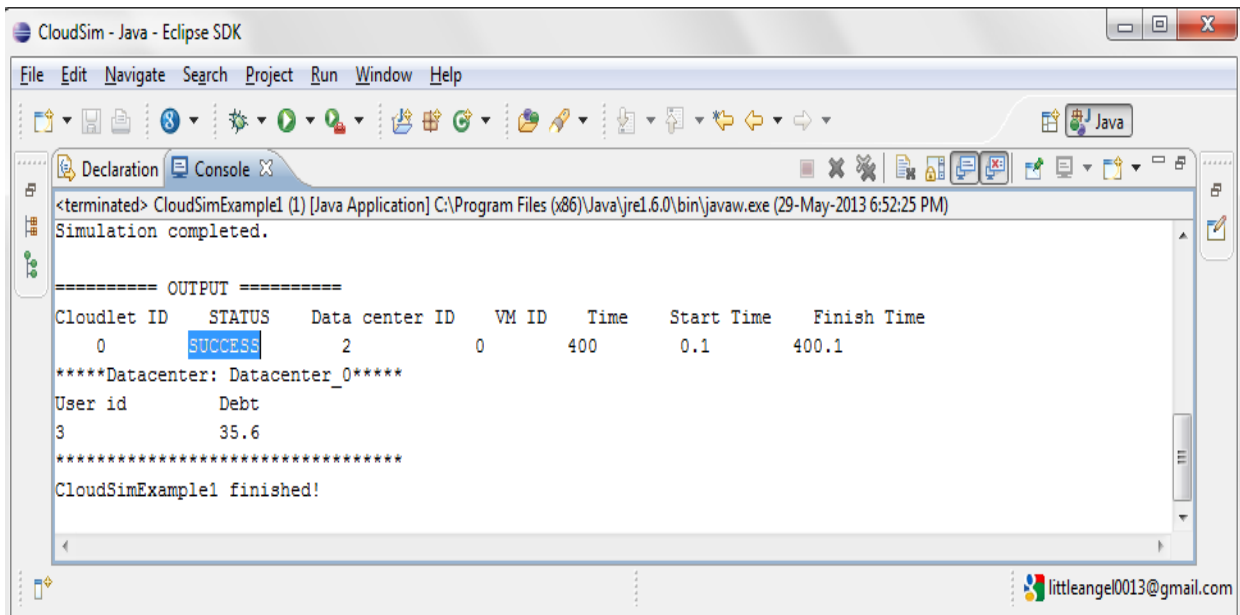 CloudSim - Java - Eclipse SDK
File Edit Navigate Search Project Run Window Help
Java
Declaration Console
<terminated> CloudSimExample1 (1) [Java Application] C:\Program Files (x86)\Java\jre1.6.0\bin\javaw.exe (29-May-2013 6:52:25 PM)
Simulation completed.
========== OUTPUT ==========
Cloudlet ID    STATUS    Data center ID    VM ID    Time    Start Time    Finish Time
0    SUCCESS    2    0    400    0.1    400.1
*****Datacenter: Datacenter_0*****
User id    Debt
3    35.6
**********************************
CloudSimExample1 finished!
littleangel0013@gmail.com